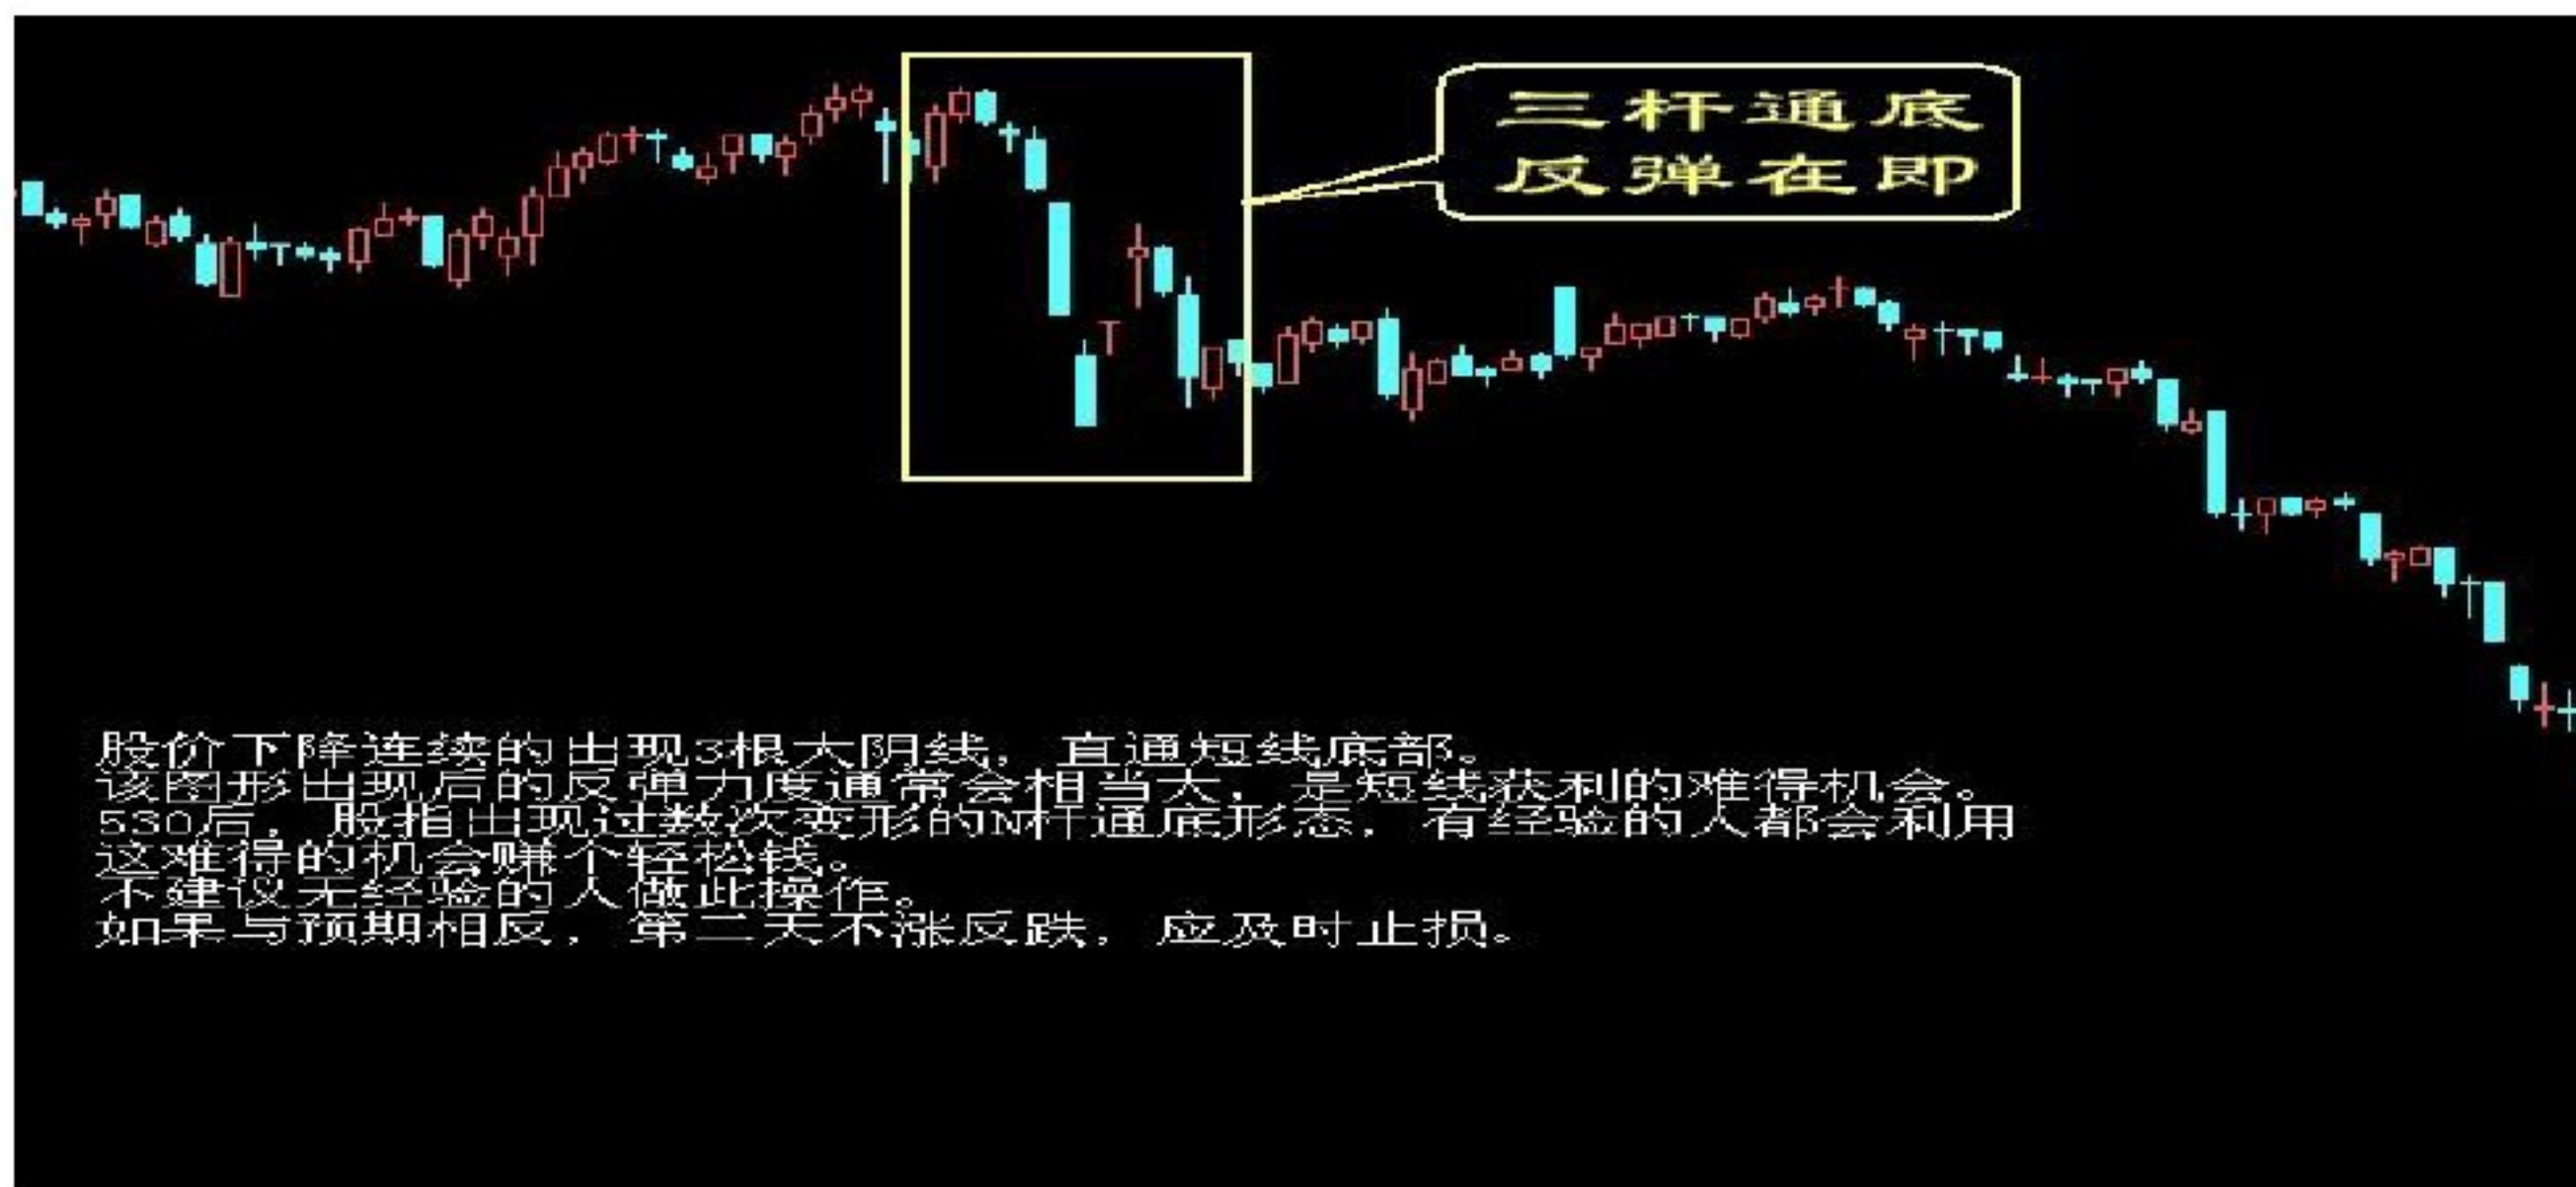 三杆通底
反弹在即
股价下降连续的出现3根大阴线，直通短线底部。
该图形出现后的反弹力度通常会相当大，是短线获利的难得机会。
530后，股指出现过数次变形的N杆通底形态，有经验的人都会利用
这难得的机会赚个轻松钱。
不建议无经验的人做此操作。
如果与预期相反，第二天不涨反跌，应及时止损。